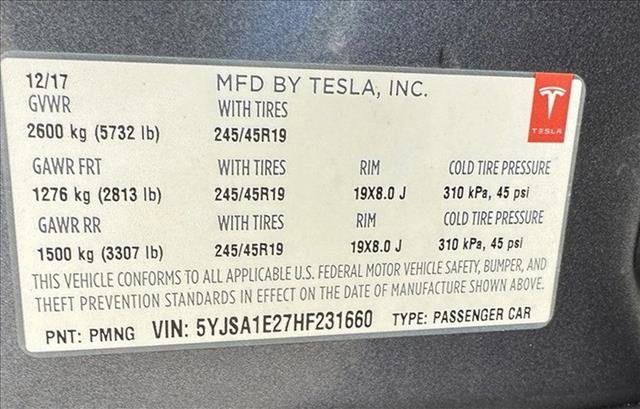 12/17 MFD BY TESLA, INC.
GVWR WITH TIRES
2600 kg (5732 lb) 245/45R19
TESLA
GAWR FRT WITH TIRES RIM COLD TIRE PRESSURE
1276 kg (2813 lb) 245/45R19 19X8.0 J 310 kPa, 45 psi
GAWR RR WITH TIRES RIM COLD TIRE PRESSURE
1500 kg (3307 lb) 245/45R19 19X8.0 J 310 kPa, 45 psi
THIS VEHICLE CONFORMS TO ALL APPLICABLE U.S. FEDERAL MOTOR VEHICLE SAFETY, BUMPER, AND
THEFT PREVENTION STANDARDS IN EFFECT ON THE DATE OF MANUFACTURE SHOWN ABOVE.
PNT: PMNG VIN: 5YJSA1E27HF231660 TYPE: PASSENGER CAR